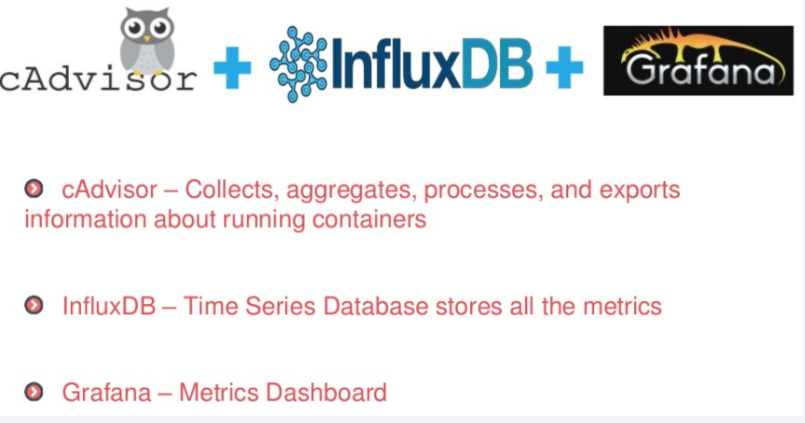 cAdvisor + InfluxDB + Grafana
cAdvisor – Collects, aggregates, processes, and exports
information about running containers
InfluxDB – Time Series Database stores all the metrics
Grafana – Metrics Dashboard